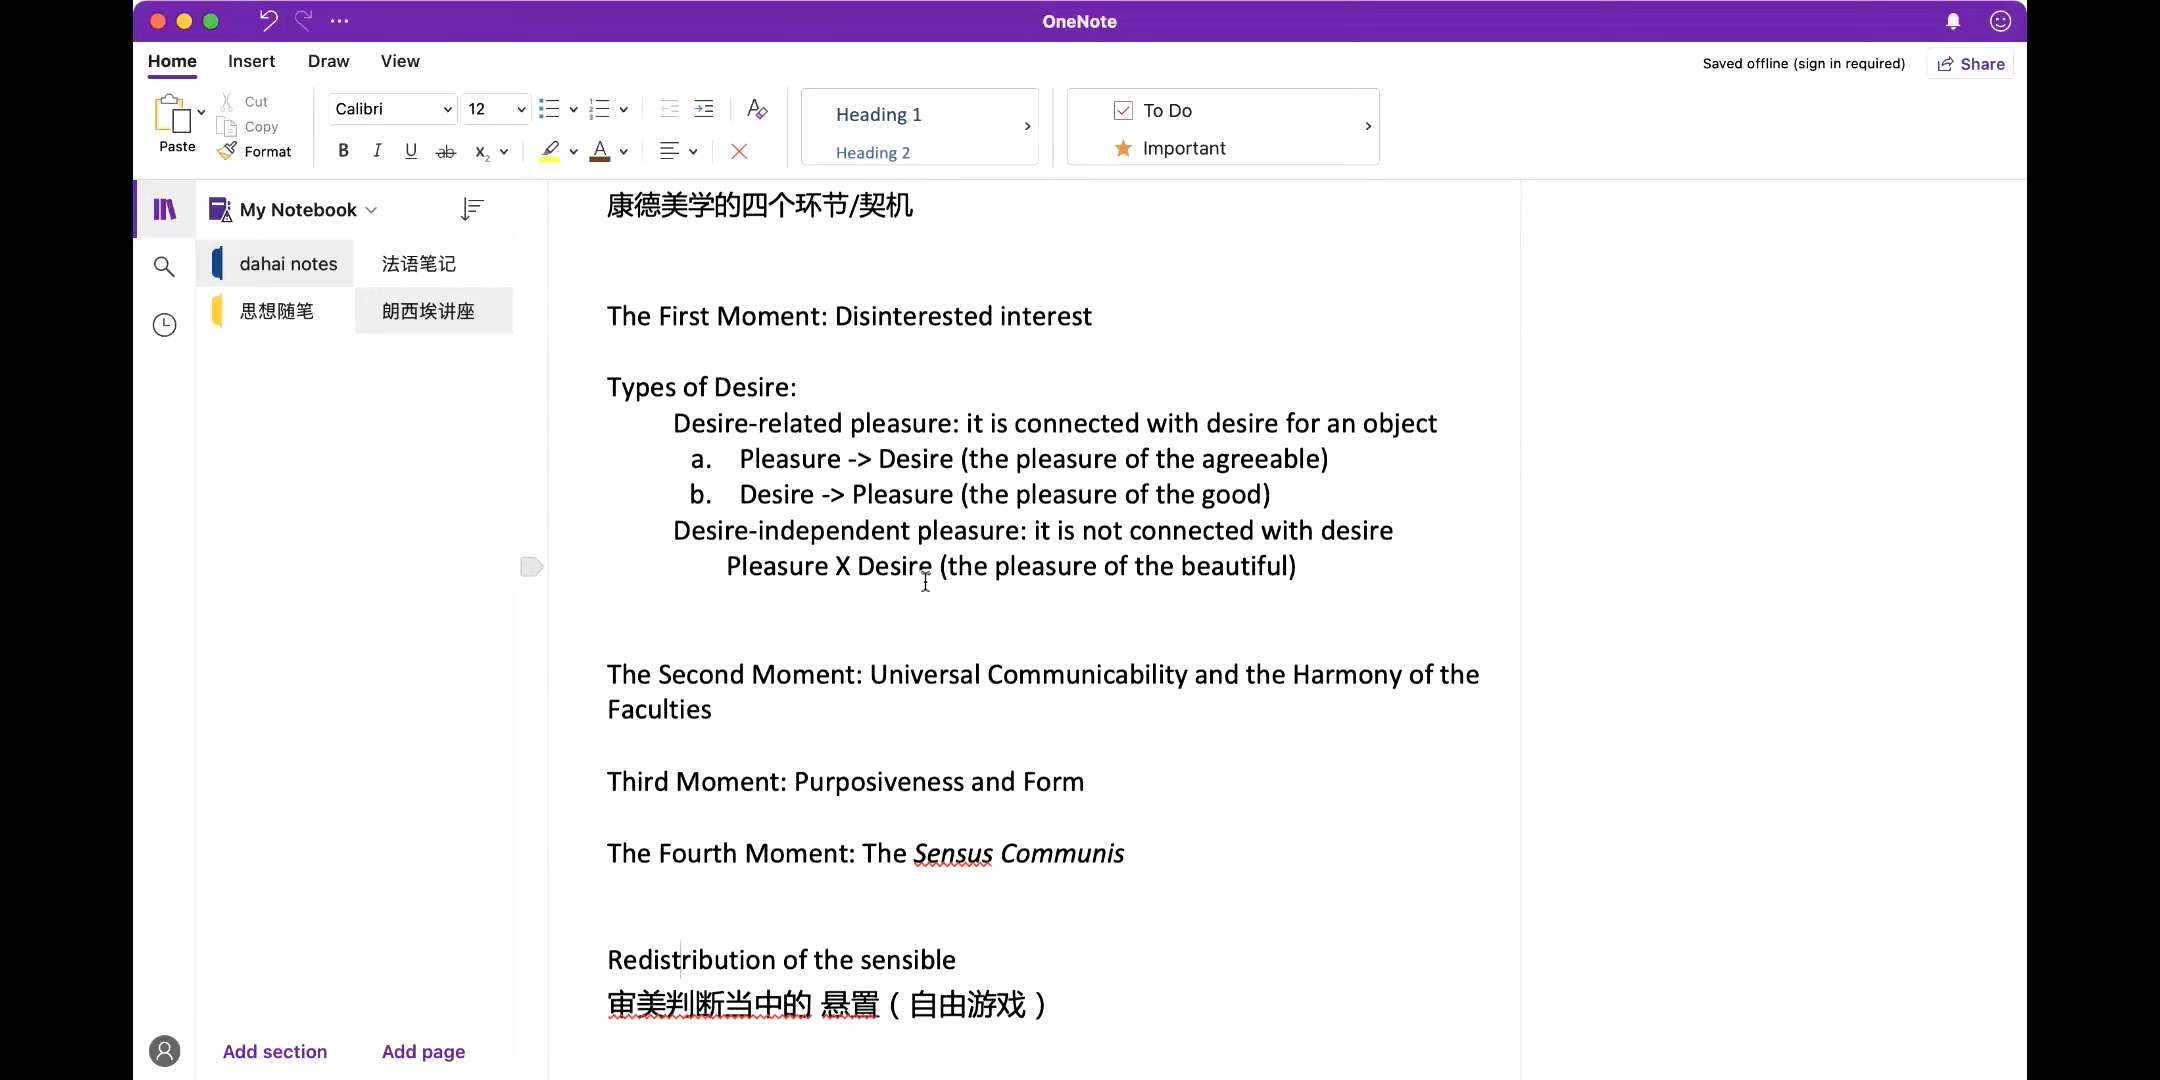 OneNote
Home Insert Draw View
Saved offline (sign in required) Share
Paste
Cut
Copy
Format
Calibri 12
B I U ab x₂ A
Heading 1
Heading 2
To Do
Important
My Notebook
dahai notes
思想随笔
法语笔记
朗西埃讲座
康德美学的四个环节/契机
The First Moment: Disinterested interest
Types of Desire:
Desire-related pleasure: it is connected with desire for an object
a. Pleasure -> Desire (the pleasure of the agreeable)
b. Desire -> Pleasure (the pleasure of the good)
Desire-independent pleasure: it is not connected with desire
Pleasure X Desire (the pleasure of the beautiful)
The Second Moment: Universal Communicability and the Harmony of the
Faculties
Third Moment: Purposiveness and Form
The Fourth Moment: The Sensus Communis
Redistribution of the sensible
审美判断当中的 悬置（自由游戏）
Add section Add page